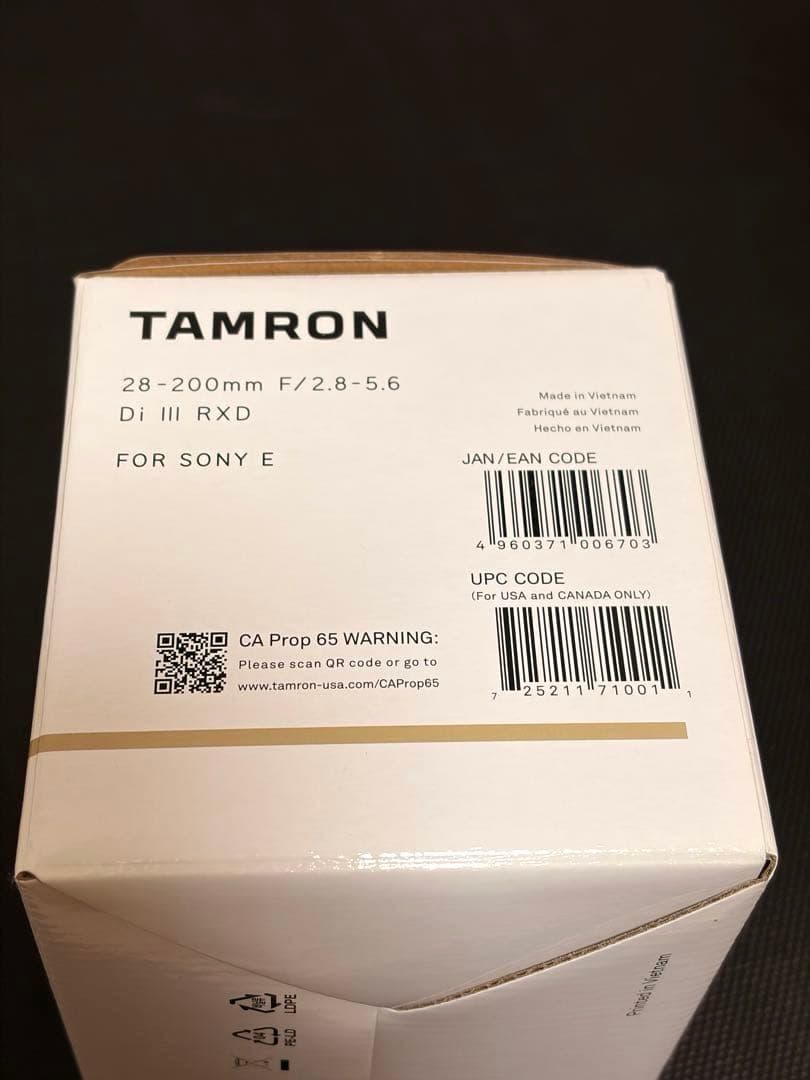 TAMRON
28-200mm F/2.8-5.6
Di III RXD
FOR SONY E
Made in Vietnam
Fabriqué au Vietnam
Hecho en Vietnam
JAN/EAN CODE
4 960371 006703
UPC CODE
(For USA and CANADA ONLY)
7 25211 71001 1
CA Prop 65 WARNING:
Please scan QR code or go to
www.tamron-usa.com/CAProp65
Printed in Vietnam
LDPE
04
PE-LD